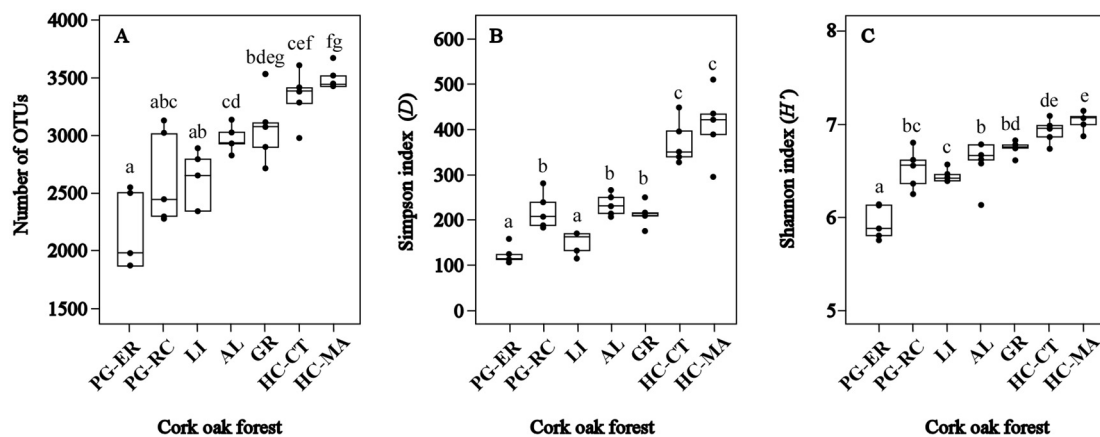 A
Number of OTUs
4000
3500
3000
2500
2000
1500
a
abc
ab
cd
bdeg
cef
fg
PG-ER
PG-RC
LI
AL
GR
HC-CT
HC-MA
Cork oak forest
B
Simpson index (D)
600
500
400
300
200
100
0
a
b
a
b
b
c
c
PG-ER
PG-RC
LI
AL
GR
HC-CT
HC-MA
Cork oak forest
C
Shannon index (H')
8
7
6
5
a
bc
c
b
bd
de
e
PG-ER
PG-RC
LI
AL
GR
HC-CT
HC-MA
Cork oak forest